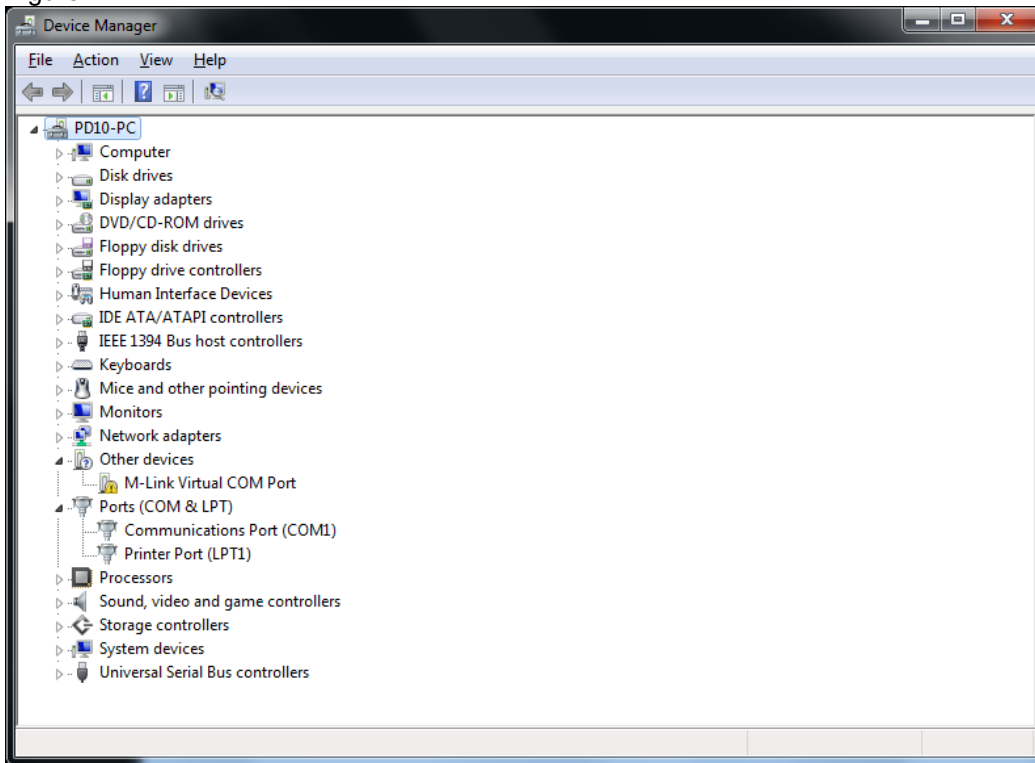 Device Manager
File Action View Help
PD10-PC
Computer
Disk drives
Display adapters
DVD/CD-ROM drives
Floppy disk drives
Floppy drive controllers
Human Interface Devices
IDE ATA/ATAPI controllers
IEEE 1394 Bus host controllers
Keyboards
Mice and other pointing devices
Monitors
Network adapters
Other devices
M-Link Virtual COM Port
Ports (COM & LPT)
Communications Port (COM1)
Printer Port (LPT1)
Processors
Sound, video and game controllers
Storage controllers
System devices
Universal Serial Bus controllers